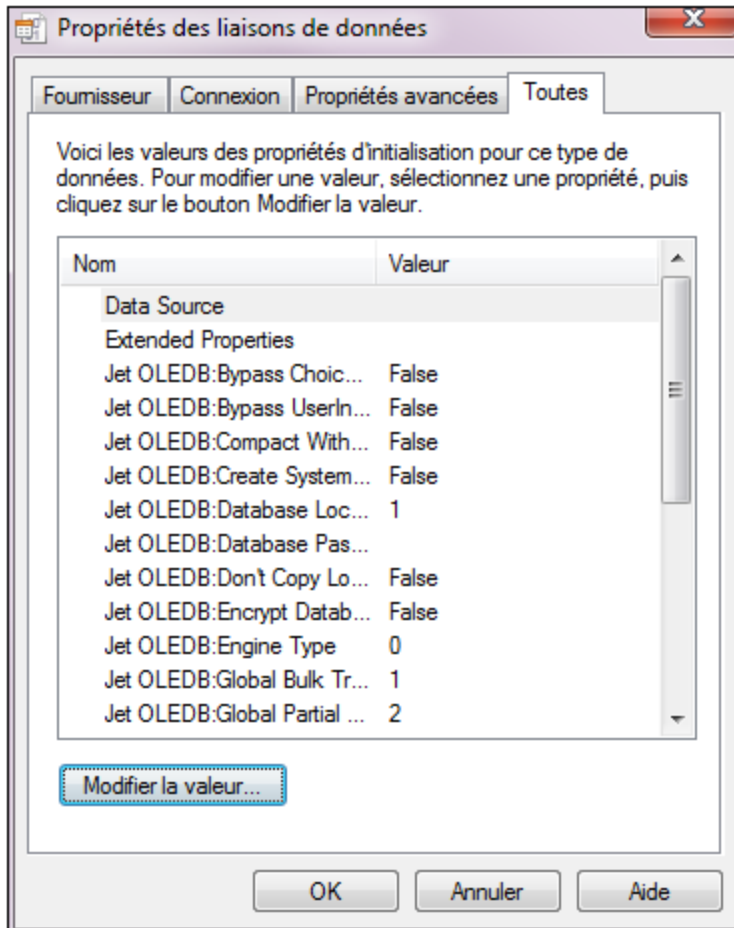 Propriétés des liaisons de données
Fournisseur Connexion Propriétés avancées Toutes
Voici les valeurs des propriétés d'initialisation pour ce type de
données. Pour modifier une valeur, sélectionnez une propriété, puis
cliquez sur le bouton Modifier la valeur.
Nom Valeur
Data Source
Extended Properties
Jet OLEDB:Bypass Choic... False
Jet OLEDB:Bypass UserIn... False
Jet OLEDB:Compact With... False
Jet OLEDB:Create System... False
Jet OLEDB:Database Loc... 1
Jet OLEDB:Database Pas...
Jet OLEDB:Don't Copy Lo... False
Jet OLEDB:Encrypt Datab... False
Jet OLEDB:Engine Type 0
Jet OLEDB:Global Bulk Tr... 1
Jet OLEDB:Global Partial ... 2
Modifier la valeur...
OK Annuler Aide